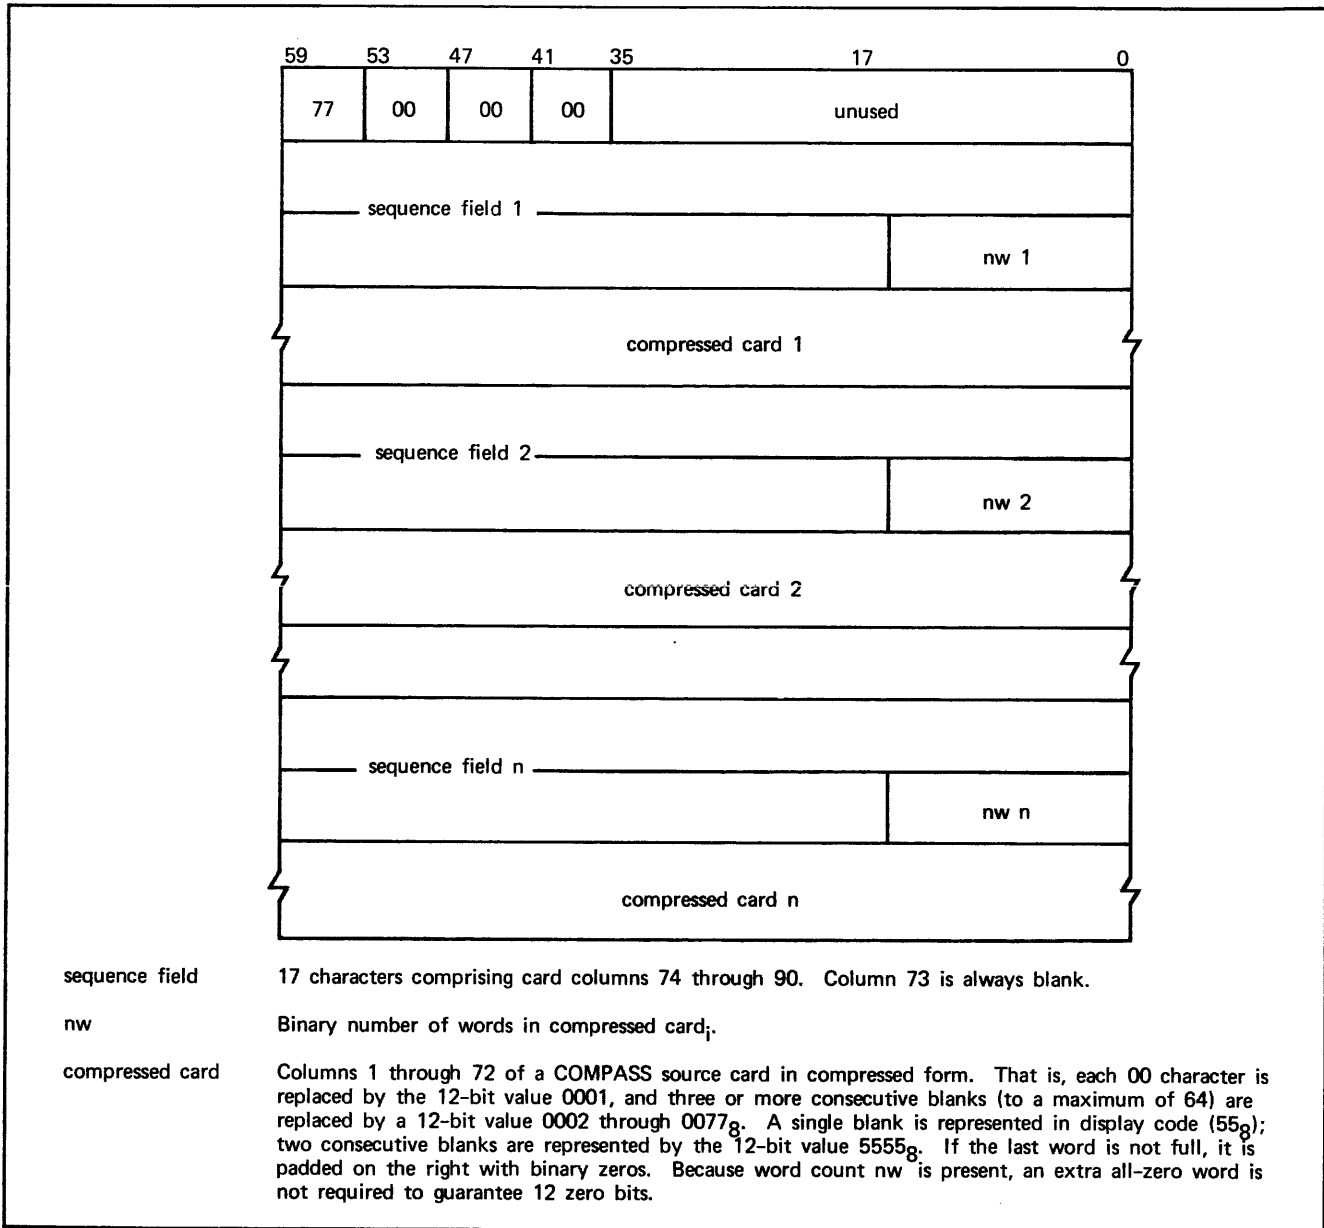 59 53 47 41 35 17 0
77 00 00 00 unused
sequence field 1
nw 1
compressed card 1
sequence field 2
nw 2
compressed card 2
sequence field n
nw n
compressed card n
sequence field 17 characters comprising card columns 74 through 90. Column 73 is always blank.
nw Binary number of words in compressed cardᵢ.
compressed card Columns 1 through 72 of a COMPASS source card in compressed form. That is, each 00 character is
replaced by the 12-bit value 0001, and three or more consecutive blanks (to a maximum of 64) are
replaced by a 12-bit value 0002 through 0077₈. A single blank is represented in display code (55₈);
two consecutive blanks are represented by the 12-bit value 5555₈. If the last word is not full, it is
padded on the right with binary zeros. Because word count nw is present, an extra all-zero word is
not required to guarantee 12 zero bits.